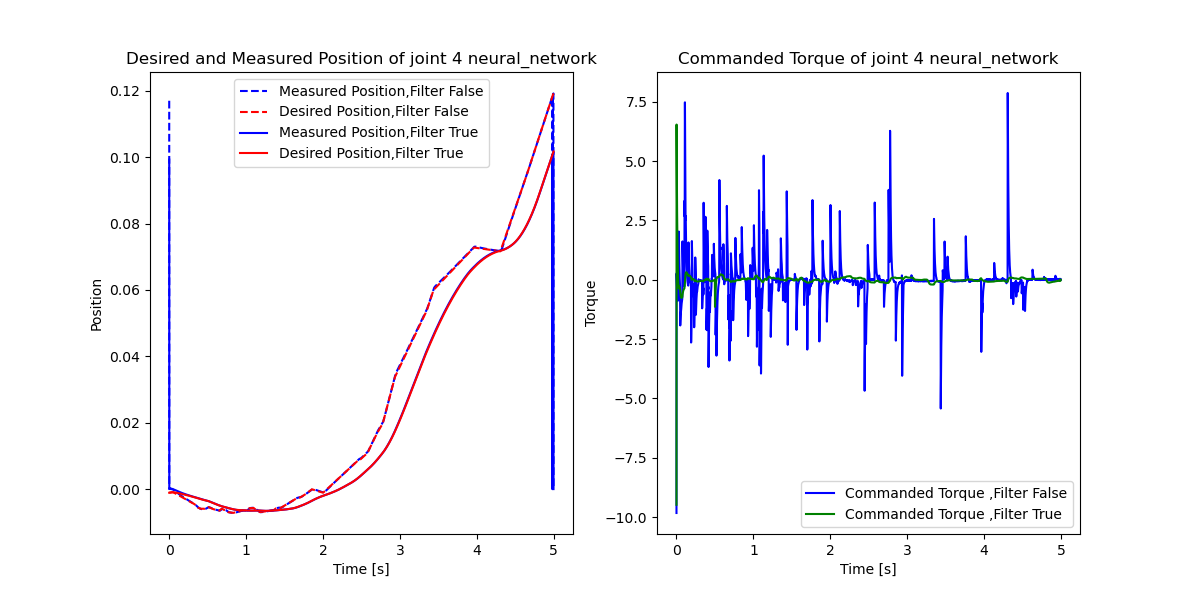 Desired and Measured Position of joint 4 neural_network
Measured Position,Filter False
Desired Position,Filter False
Measured Position,Filter True
Desired Position,Filter True
0.12
0.10
0.08
0.06
0.04
0.02
0.00
Position
0 1 2 3 4 5
Time [s]
Commanded Torque of joint 4 neural_network
7.5
5.0
2.5
0.0
−2.5
−5.0
−7.5
−10.0
Torque
Commanded Torque ,Filter False
Commanded Torque ,Filter True
0 1 2 3 4 5
Time [s]